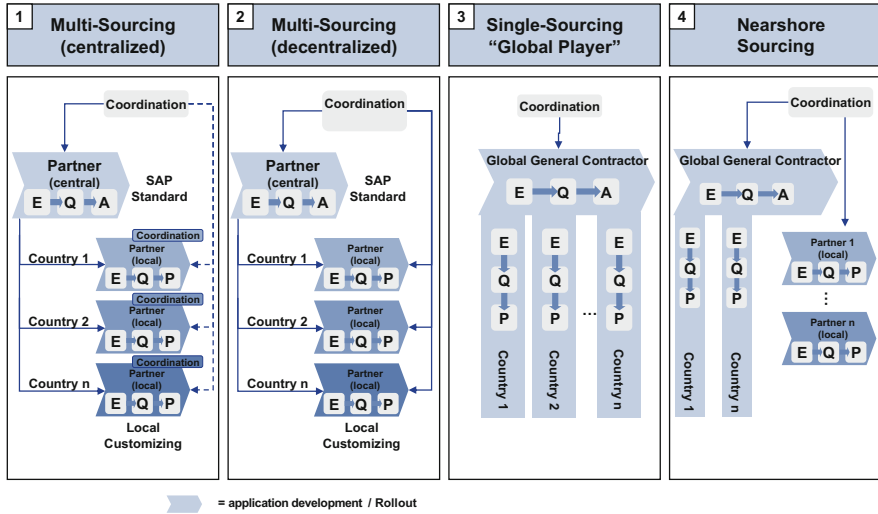 1
Multi-Sourcing
(centralized)
2
Multi-Sourcing
(decentralized)
3
Single-Sourcing
“Global Player”
4
Nearshore
Sourcing
Coordination
Partner
(central)
E Q A
SAP
Standard
Coordination
Country 1
Partner
(local)
E Q P
Coordination
Country 2
Partner
(local)
E Q P
Coordination
Country n
Partner
(local)
E Q P
Local
Customizing
Coordination
Partner
(central)
E Q A
SAP
Standard
Country 1
Partner
(local)
E Q P
Country 2
Partner
(local)
E Q P
Country n
Partner
(local)
E Q P
Local
Customizing
Coordination
Global General Contractor
E Q A
E E E
Q Q Q
P P ... P
Country 1
Country 2
Country n
Coordination
Global General Contractor
E Q A
E E
Q Q
P P
Country 1
Country n
Partner 1
(local)
E Q P
...
Partner n
(local)
E Q P
= application development / Rollout